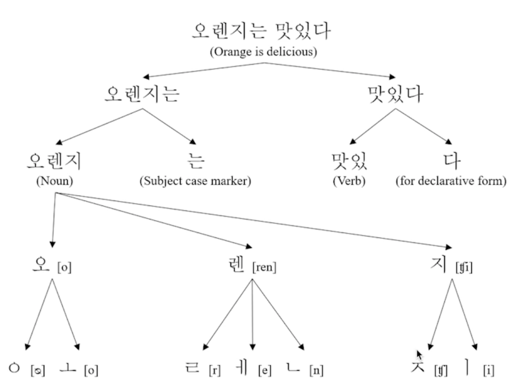 오렌지는 맛있다
(Orange is delicious)
오렌지는 맛있다
오렌지 는 맛있 다
(Noun) (Subject case marker) (Verb) (for declarative form)
오 [o] 렌 [ren] 지 [ʧi]
ㅇ [ə] ㅗ [o] ㄹ [r] ㅔ [e] ㄴ [n] ㅈ [ʧ] ㅣ [i]